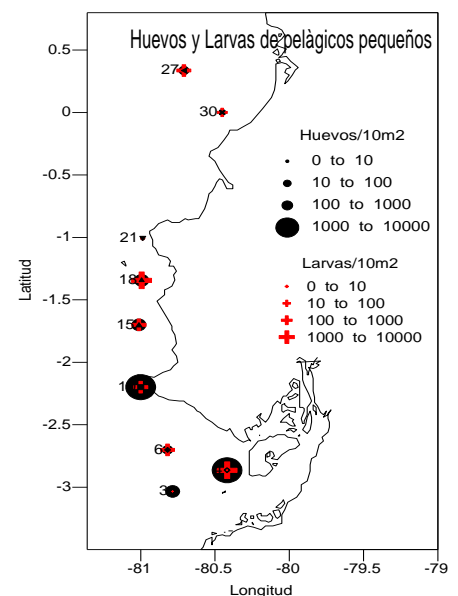 Huevos y Larvas de pelàgicos pequeños
0.5
0
-0.5
-1
-1.5
-2
-2.5
-3
Latitud
27
30
21
18
15
6
3
Huevos/10m2
0 to 10
10 to 100
100 to 1000
1000 to 10000
Larvas/10m2
0 to 10
10 to 100
100 to 1000
1000 to 10000
-81
-80.5
-80
-79.5
-79
Longitud